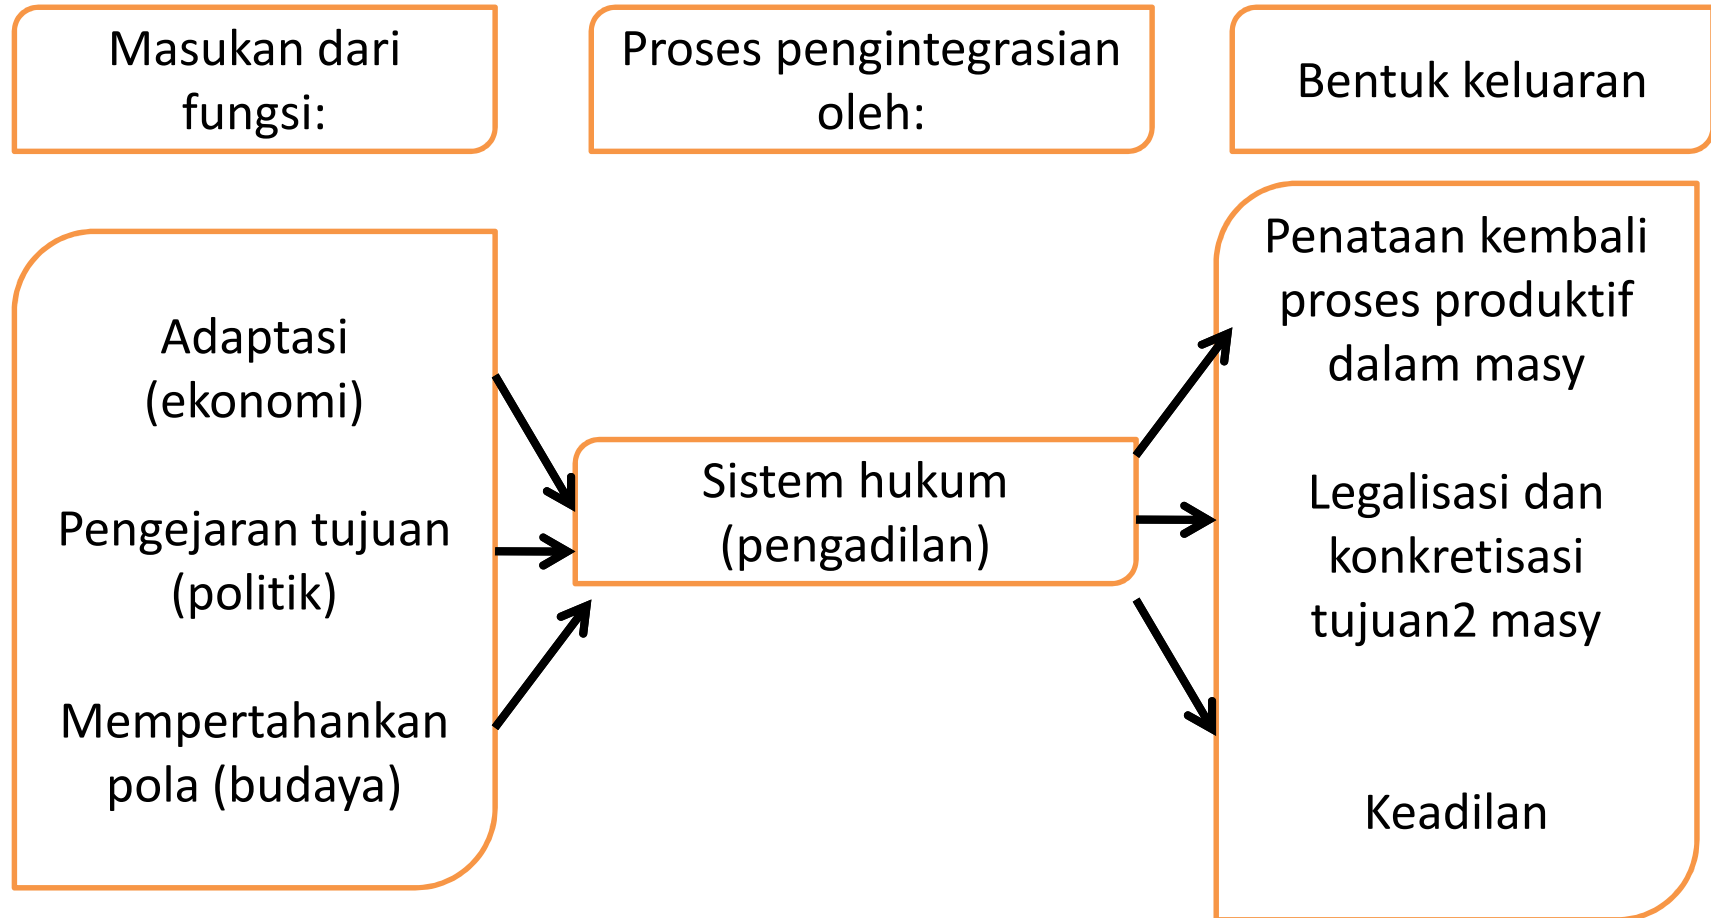 Masukan dari
fungsi:
Proses pengintegrasian
oleh:
Bentuk keluaran
Adaptasi
(ekonomi)
Pengejaran tujuan
(politik)
Mempertahankan
pola (budaya)
Sistem hukum
(pengadilan)
Penataan kembali
proses produktif
dalam masy
Legalisasi dan
konkretisasi
tujuan2 masy
Keadilan